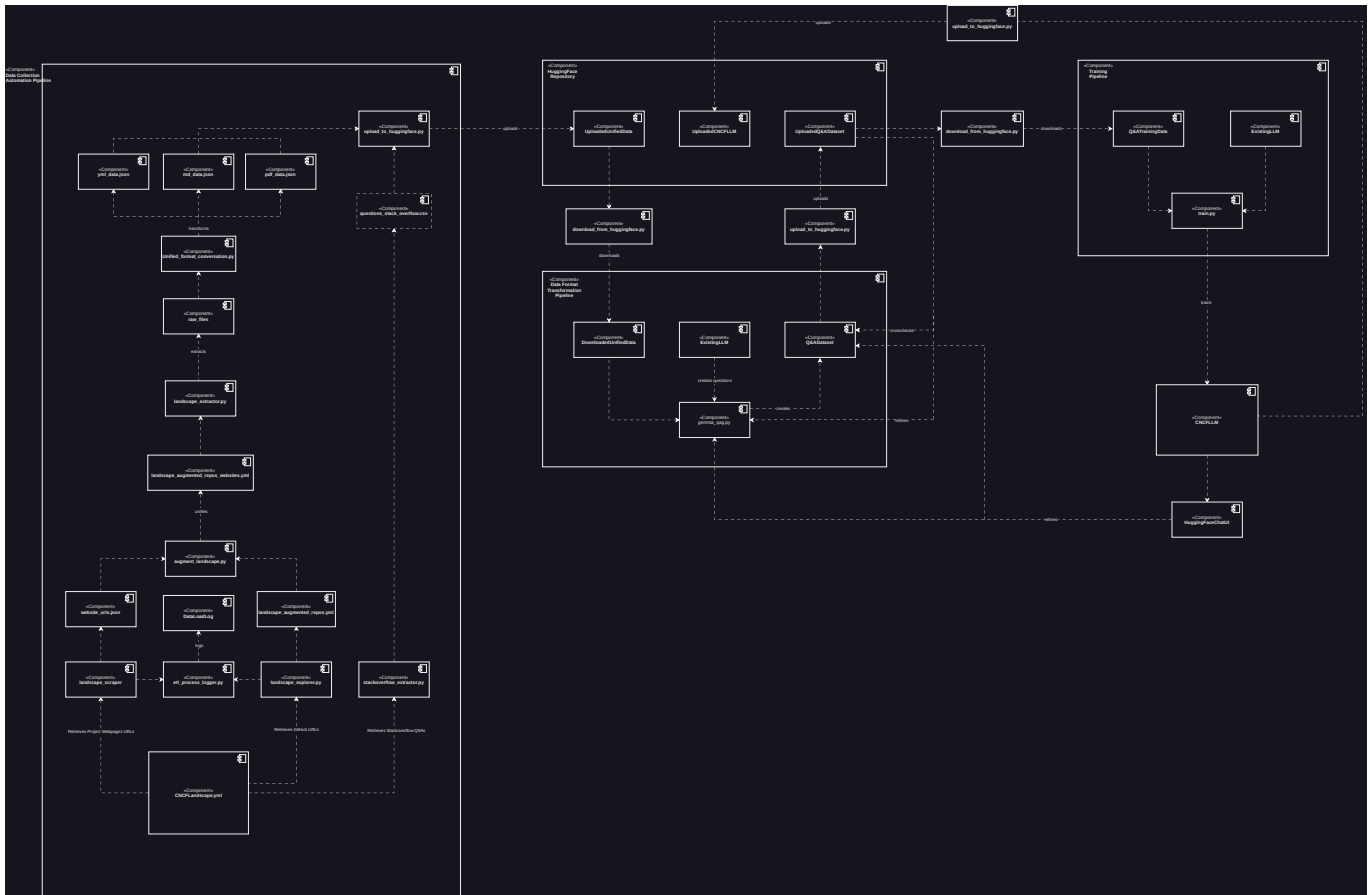 «Component»
Data Collection
Automation Pipeline
«Component»
upload_to_huggingface.py
«Component»
yml_data.json
«Component»
md_data.json
«Component»
pdf_data.json
«Component»
questions_stack_overflow.csv
transforms
«Component»
Unified_format_conversation.py
«Component»
raw_files
extracts
«Component»
landscape_extractor.py
«Component»
landscape_augmented_repos_websites.yml
unifies
«Component»
augment_landscape.py
«Component»
website_urls.json
«Component»
DataLoadLog
«Component»
landscape_augmented_repos.yml
logs
«Component»
landscape_scraper
«Component»
etl_process_logger.py
«Component»
landscape_explorer.py
«Component»
stackoverflow_extractor.py
Retrieves Project Webpages URLs
Retrieves GitHub URLs
Retrieves Stackoverflow Q/As
«Component»
CNCFLandscape.yml
uploads
uploads
«Component»
upload_to_huggingface.py
«Component»
HuggingFace
Repository
«Component»
UploadedUnifiedData
«Component»
UploadedCNCFLLM
«Component»
UploadedQ&ADataset
uploads
«Component»
download_from_huggingface.py
«Component»
upload_to_huggingface.py
downloads
«Component»
Data Format
Transformation
Pipeline
«Component»
DownloadedUnifiedData
«Component»
ExistingLLM
«Component»
Q&ADataset
creates questions
«Component»
gemma_qag.py
creates
refines
«Component»
download_from_huggingface.py
downloads
«Component»
Training
Pipeline
«Component»
Q&ATrainingData
«Component»
ExistingLLM
«Component»
train.py
trains
«Component»
CNCFLLM
«Component»
HuggingFaceChatUI
refines